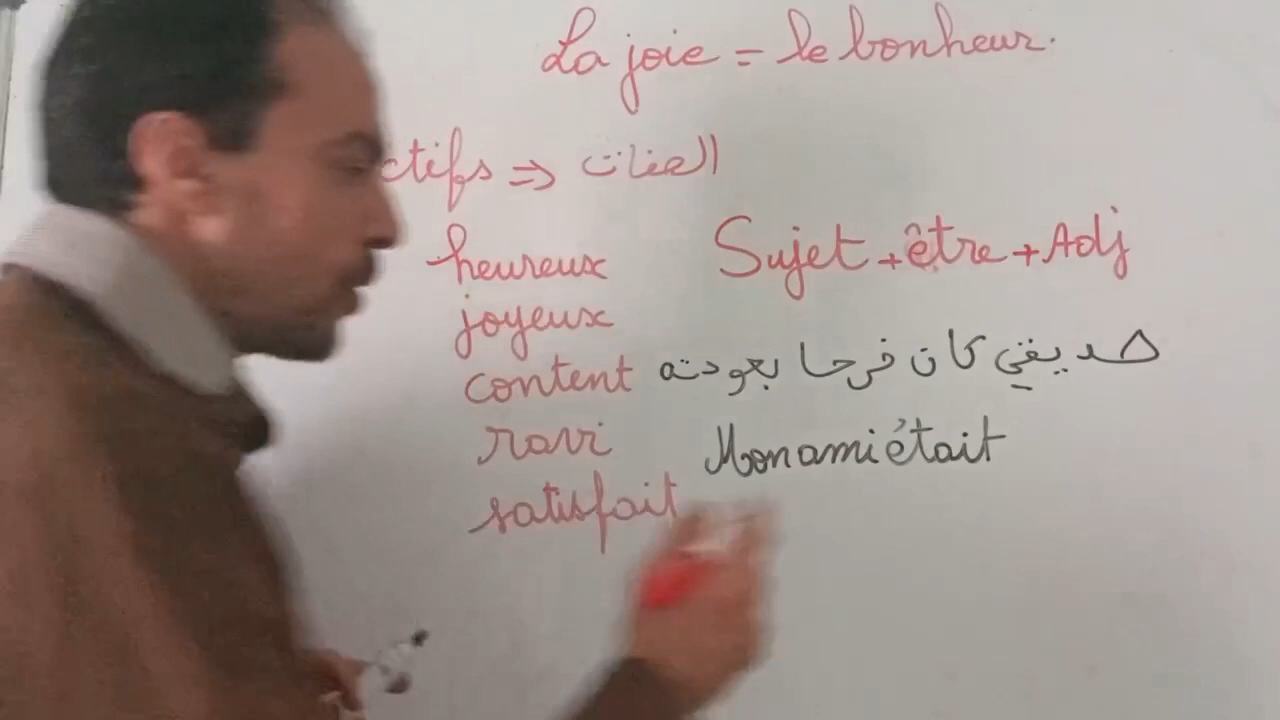 La joie = le bonheur.
ctifs => الصفات
heureux
joyeux
content
ravi
satisfait
Sujet + être + Adj
صديقي كان فرحا بعودته
Mon ami était